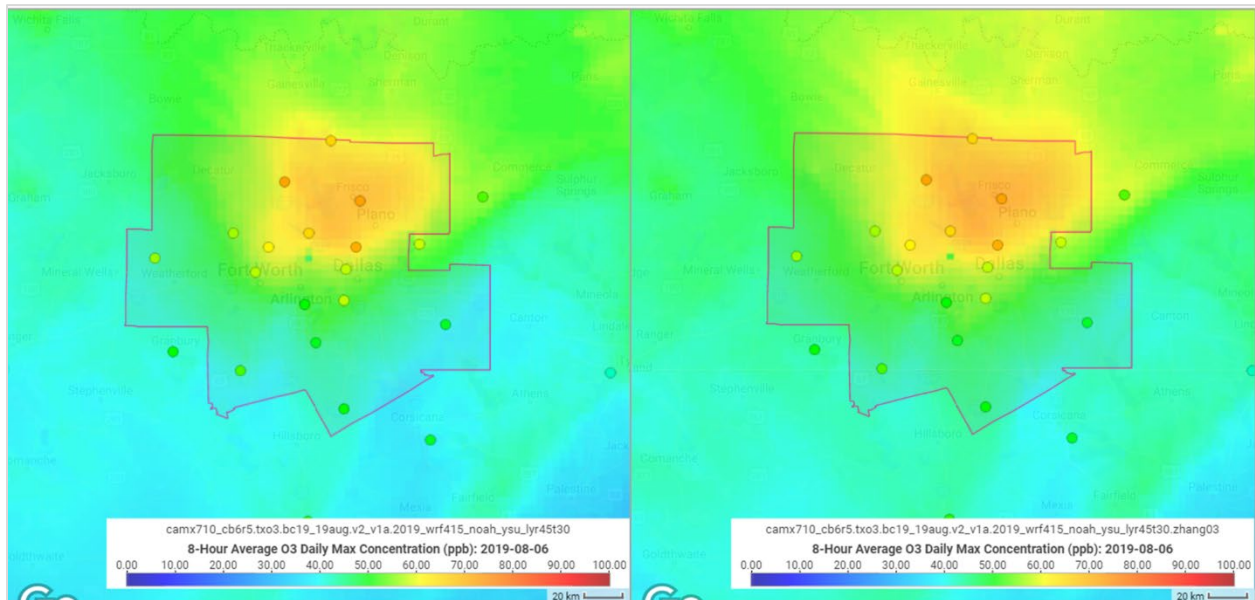 Wichita Falls
Durant
Thackerville
Denison
Gainesville
Sherman
Paris
Bowie
Jacksboro
Decatur
Commerce
Sulphur
Springs
Graham
Frisco
Plano
Mineral Wells
Weatherford
Fort Worth
Dallas
Arlington
Mineola
Canton
Lindale
Ranger
Granbury
Stephenville
Athens
Corsicana
Hillsboro
Comanche
Palestine
Fairfield
Mexia
Goldthwaite
camx710_cb6r5.txo3.bc19_19aug.v2_v1a.2019_wrf415_noah_ysu_lyr45t30
8-Hour Average O3 Daily Max Concentration (ppb): 2019-08-06
0.00 10.00 20.00 30.00 40.00 50.00 60.00 70.00 80.00 90.00 100.00
20 km
Wichita Falls
Durant
Thackerville
Denison
Gainesville
Sherman
Paris
Bowie
Jacksboro
Decatur
Commerce
Sulphur
Springs
Graham
Frisco
Plano
Mineral Wells
Weatherford
Fort Worth
Dallas
Arlington
Mineola
Canton
Ranger
Granbury
Stephenville
Athens
Corsicana
Hillsboro
Comanche
Palestine
Fairfield
Mexia
Goldthwaite
camx710_cb6r5.txo3.bc19_19aug.v2_v1a.2019_wrf415_noah_ysu_lyr45t30.zhang03
8-Hour Average O3 Daily Max Concentration (ppb): 2019-08-06
0.00 10.00 20.00 30.00 40.00 50.00 60.00 70.00 80.00 90.00 100.00
20 km